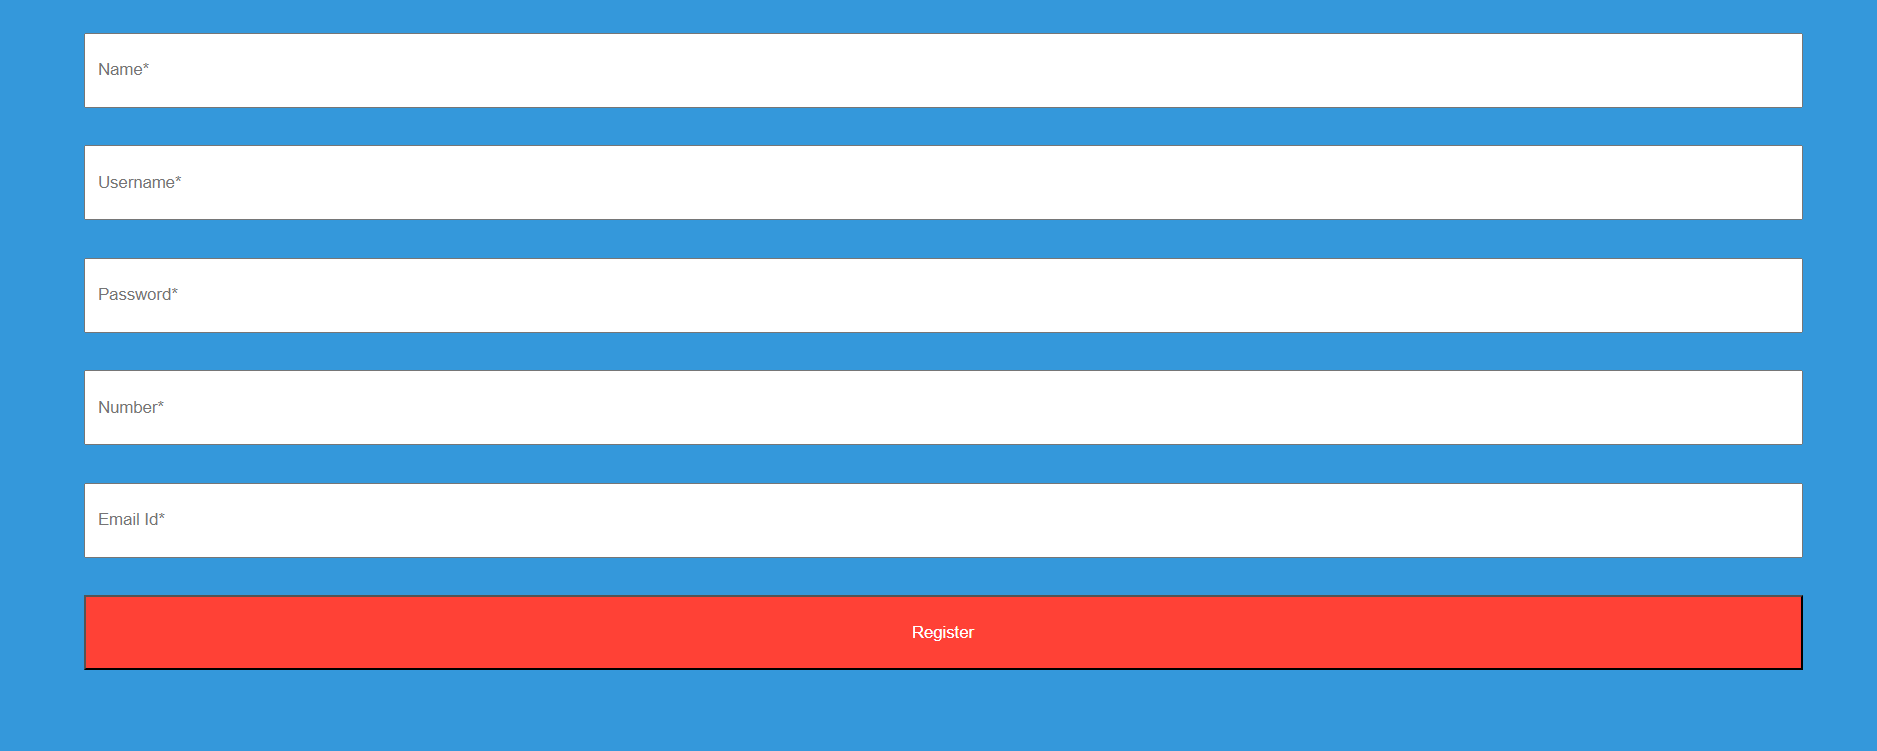 Name*
Username*
Password*
Number*
Email Id*
Register